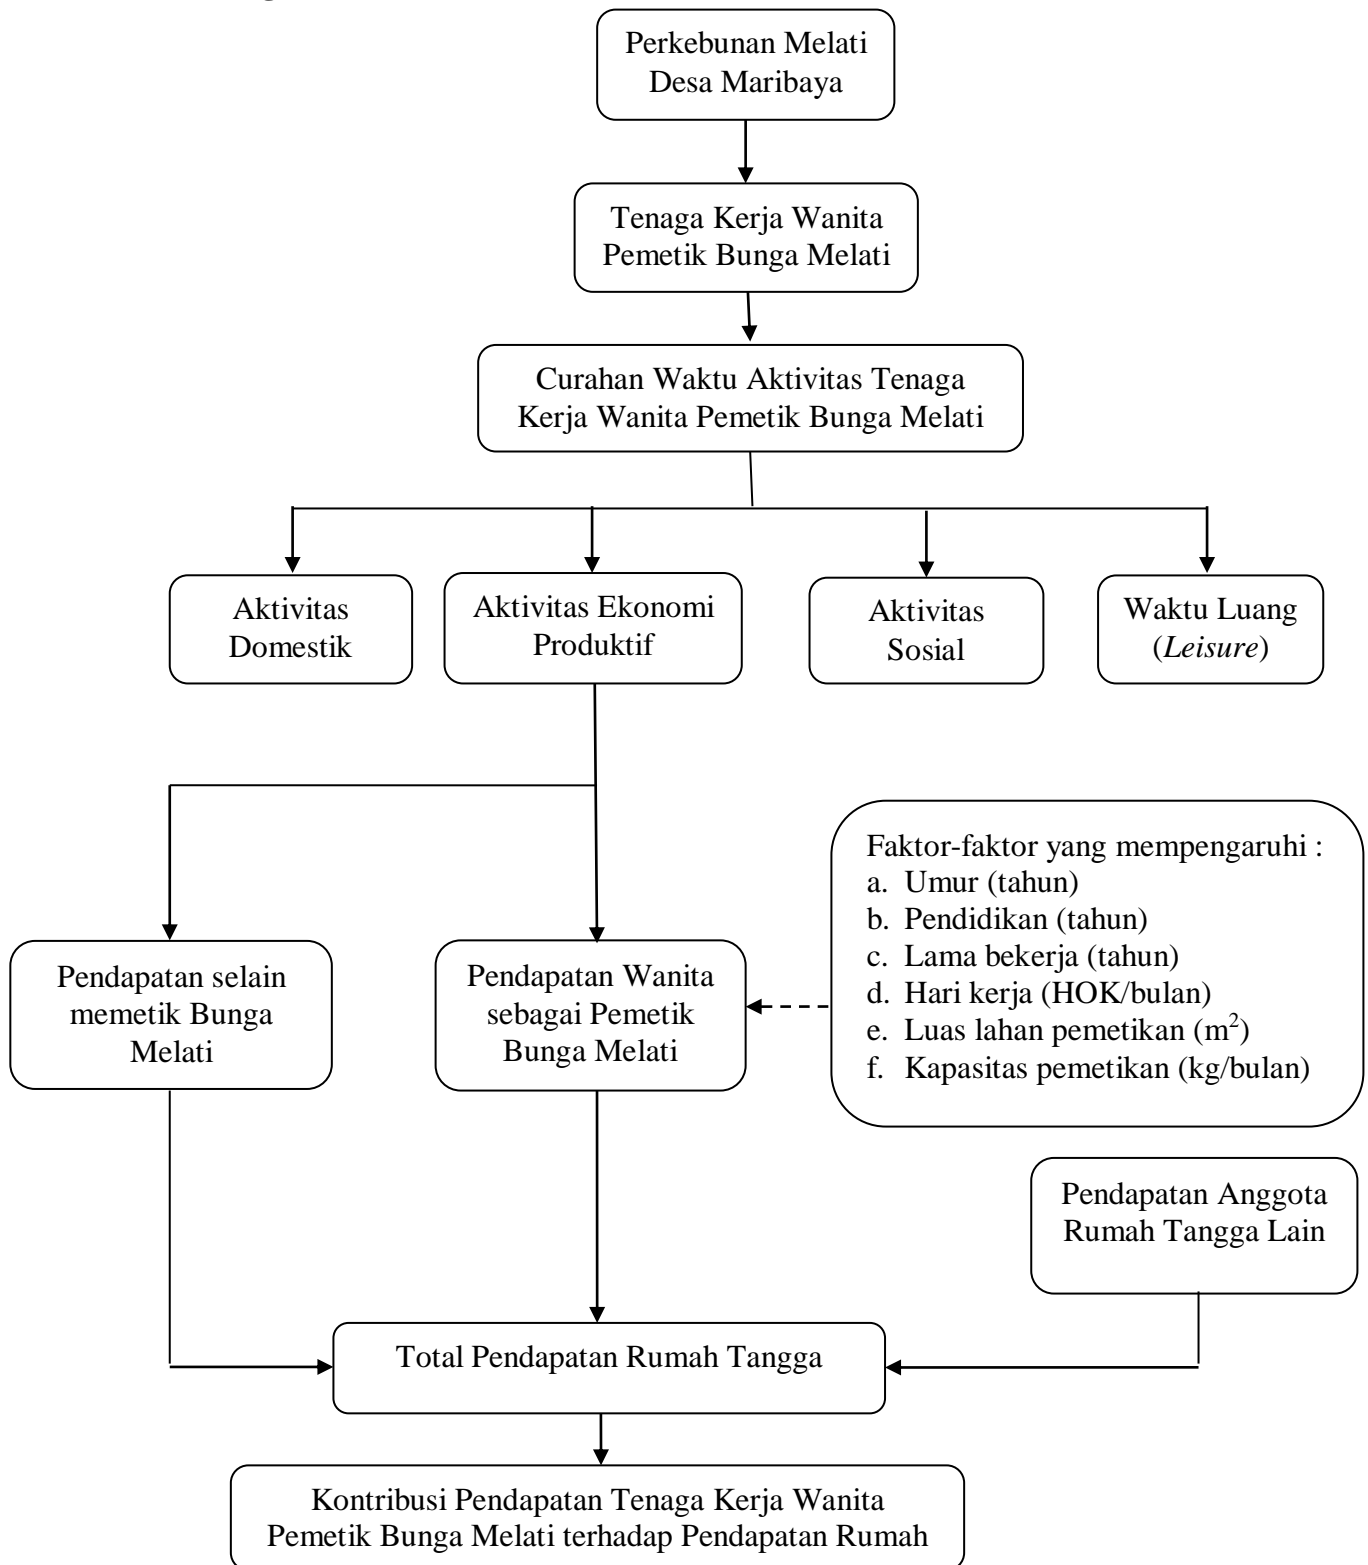 Perkebunan Melati
Desa Maribaya
Tenaga Kerja Wanita
Pemetik Bunga Melati
Curahan Waktu Aktivitas Tenaga
Kerja Wanita Pemetik Bunga Melati
Aktivitas
Domestik
Aktivitas Ekonomi
Produktif
Aktivitas
Sosial
Waktu Luang
(Leisure)
Faktor-faktor yang mempengaruhi :
a. Umur (tahun)
b. Pendidikan (tahun)
c. Lama bekerja (tahun)
d. Hari kerja (HOK/bulan)
e. Luas lahan pemetikan (m²)
f. Kapasitas pemetikan (kg/bulan)
Pendapatan selain
memetik Bunga
Melati
Pendapatan Wanita
sebagai Pemetik
Bunga Melati
Pendapatan Anggota
Rumah Tangga Lain
Total Pendapatan Rumah Tangga
Kontribusi Pendapatan Tenaga Kerja Wanita
Pemetik Bunga Melati terhadap Pendapatan Rumah